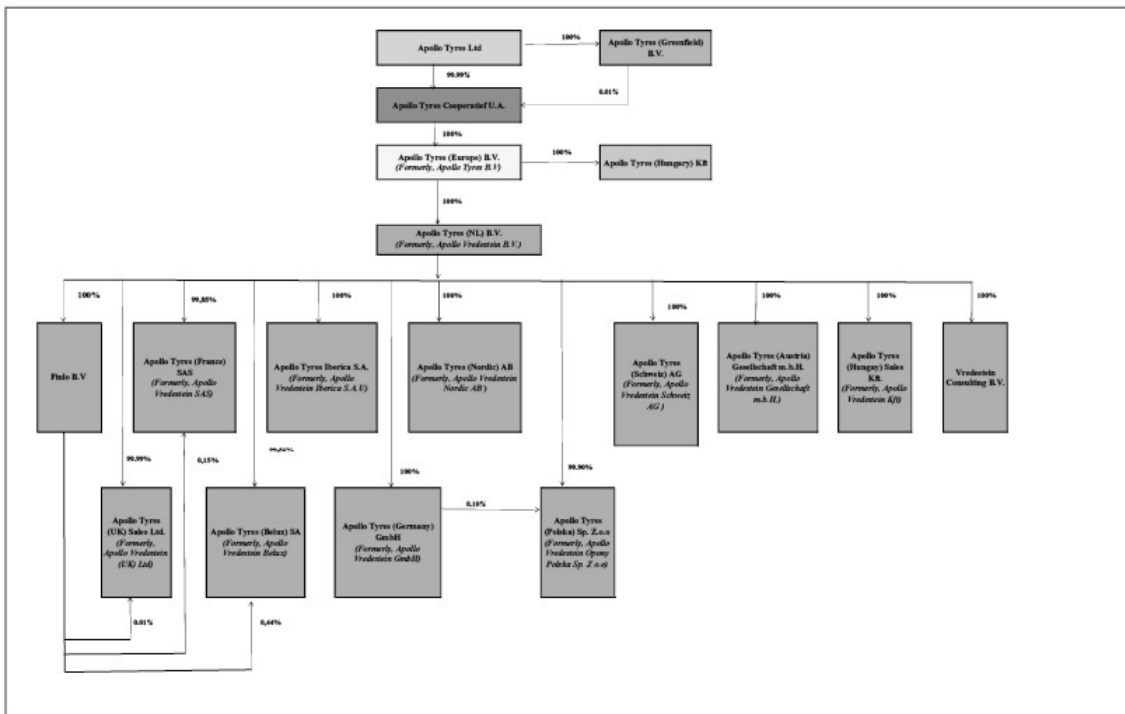 Apollo Tyres Ltd
100%
Apollo Tyres (Greenfield)
B.V.
99.99%
0.01%
Apollo Tyres Cooperatief U.A.
100%
Apollo Tyres (Europe) B.V.
(Formerly, Apollo Tyres B.V)
100%
Apollo Tyres (Hungary) Kft
100%
Apollo Tyres (NL) B.V.
(Formerly, Apollo Vredestein B.V.)
100%
99,85%
100%
100%
100%
100%
100%
100%
Finlo B.V
Apollo Tyres (France)
SAS
(Formerly, Apollo
Vredestein SAS)
Apollo Tyres Iberica S.A.
(Formerly, Apollo
Vredestein Iberica S.A.U)
Apollo Tyres (Nordic) AB
(Formerly, Apollo Vredestein
Nordic AB )
Apollo Tyres
(Schweiz) AG
(Formerly, Apollo
Vredestein Schweiz
AG )
Apollo Tyres (Austria)
Gesellschaft m.b.H.
(Formerly, Apollo
Vredestein Gesellschaft
m.b.H.)
Apollo Tyres
(Hungay) Sales
Kft.
(Formerly, Apollo
Vredestein Kft)
Vredestein
Consulting B.V.
99.99%
0,15%
100%
99.90%
Apollo Tyres
(UK) Sales Ltd.
(Formerly,
Apollo Vredestein
(UK) Ltd)
Apollo Tyres (Belux) SA
(Formerly, Apollo
Vredestein Belux)
Apollo Tyres (Germany)
GmbH
(Formerly, Apollo
Vredestein GmbH)
0.10%
Apollo Tyres
(Polska) Sp. Z.o.o
(Formerly, Apollo
Vredestein Opony
Polska Sp. Z o.o)
0.01%
0,44%